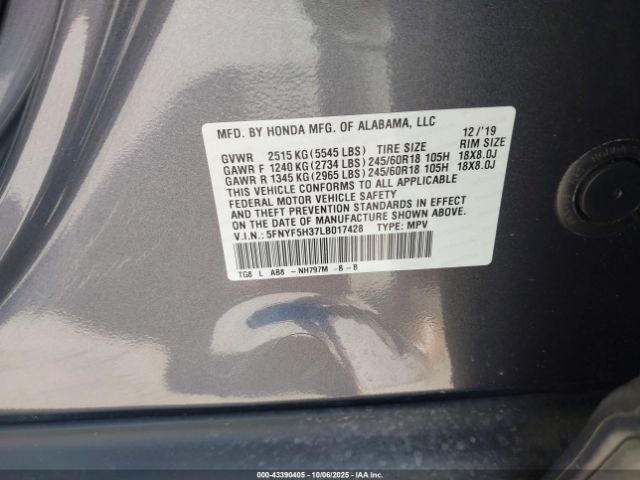 MFD. BY HONDA MFG. OF ALABAMA, LLC 12/'19
GVWR 2515 KG (5545 LBS) TIRE SIZE RIM SIZE
GAWR F 1240 KG (2734 LBS) 245/60R18 105H 18X8.0J
GAWR R 1345 KG (2965 LBS) 245/60R18 105H 18X8.0J
THIS VEHICLE CONFORMS TO ALL APPLICABLE
FEDERAL MOTOR VEHICLE SAFETY, BUMPER,
AND THEFT PREVENTION STANDARDS IN EFFECT
ON THE DATE OF MANUFACTURE SHOWN ABOVE.
V.I.N.: 5FNYF5H37LB017428 TYPE: MPV
TG8 L AB8 -NH797M -B -B
000-43390405 - 10/06/2025 - IAA Inc.